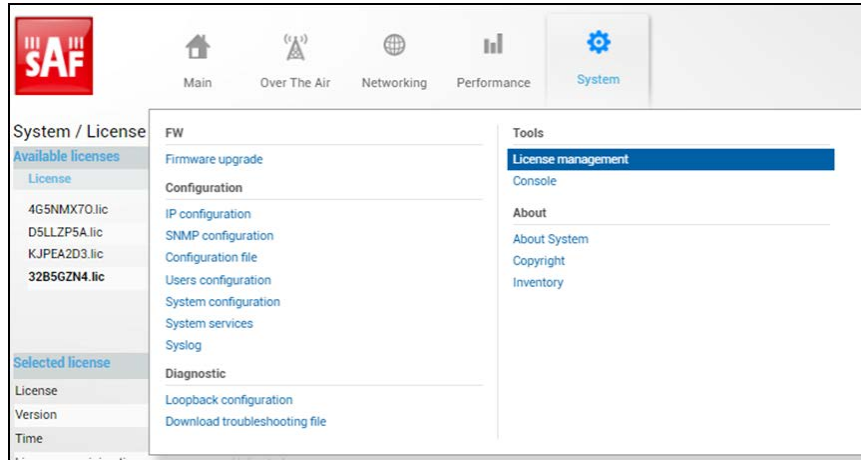 SAF
Main
Over The Air
Networking
Performance
System
System / License
Available licenses
License
4G5NMX7O.lic
D5LLZP5A.lic
KJPEA2D3.lic
32B5GZN4.lic
Selected license
License
Version
Time
FW
Firmware upgrade
Configuration
IP configuration
SNMP configuration
Configuration file
Users configuration
System configuration
System services
Syslog
Diagnostic
Loopback configuration
Download troubleshooting file
Tools
License management
Console
About
About System
Copyright
Inventory